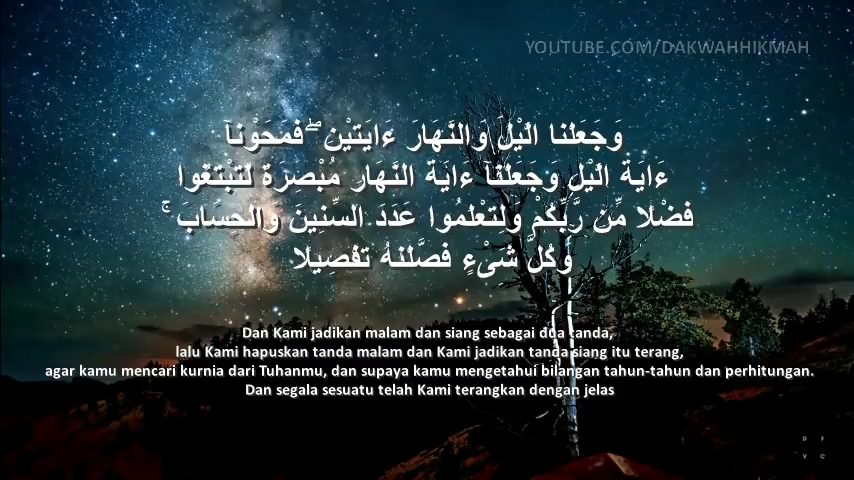 YOUTUBE.COM/DAKWAHHIKMAH
وَجَعَلْنَا الَّيْلَ وَالنَّهَارَ ءَايَتَيْنِ ۖ فَمَحَوْنَآ
ءَايَةَ الَّيْلِ وَجَعَلْنَآ ءَايَةَ النَّهَارِ مُبْصِرَةً لِّتَبْتَغُوا
فَضْلًا مِّن رَّبِّكُمْ وَلِتَعْلَمُوا عَدَدَ السِّنِينَ وَالْحِسَابَ ۚ
وَكُلَّ شَىْءٍ فَصَّلْنَٰهُ تَفْصِيلًا
Dan Kami jadikan malam dan siang sebagai dua tanda,
lalu Kami hapuskan tanda malam dan Kami jadikan tanda siang itu terang,
agar kamu mencari kurnia dari Tuhanmu, dan supaya kamu mengetahui bilangan tahun-tahun dan perhitungan.
Dan segala sesuatu telah Kami terangkan dengan jelas
D F
V C